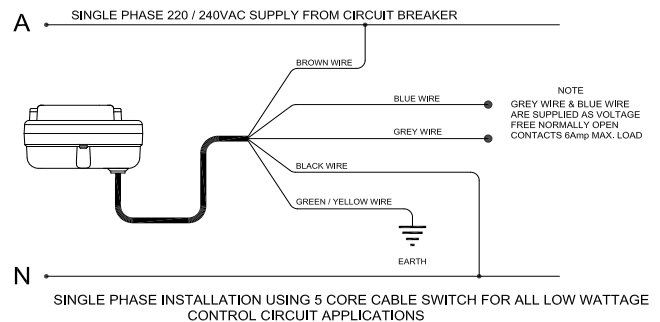 A
SINGLE PHASE 220 / 240VAC SUPPLY FROM CIRCUIT BREAKER
BROWN WIRE
BLUE WIRE
GREY WIRE
BLACK WIRE
GREEN / YELLOW WIRE
EARTH
NOTE
GREY WIRE & BLUE WIRE
ARE SUPPLIED AS VOLTAGE
FREE NORMALLY OPEN
CONTACTS 6Amp MAX. LOAD
N
SINGLE PHASE INSTALLATION USING 5 CORE CABLE SWITCH FOR ALL LOW WATTAGE
CONTROL CIRCUIT APPLICATIONS